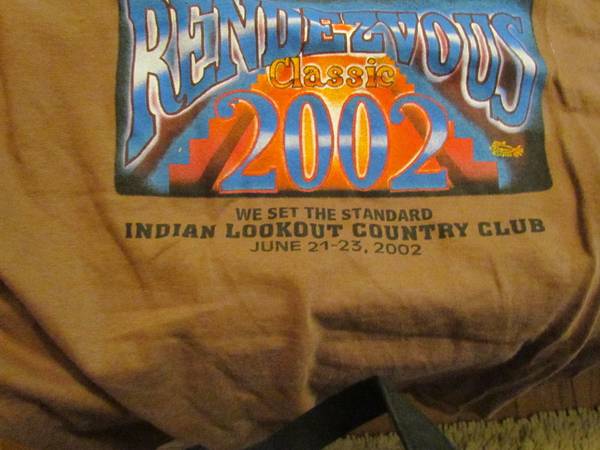 RENDEZVOUS
Classic
2002
WE SET THE STANDARD
INDIAN LOOKOUT COUNTRY CLUB
JUNE 21-23, 2002